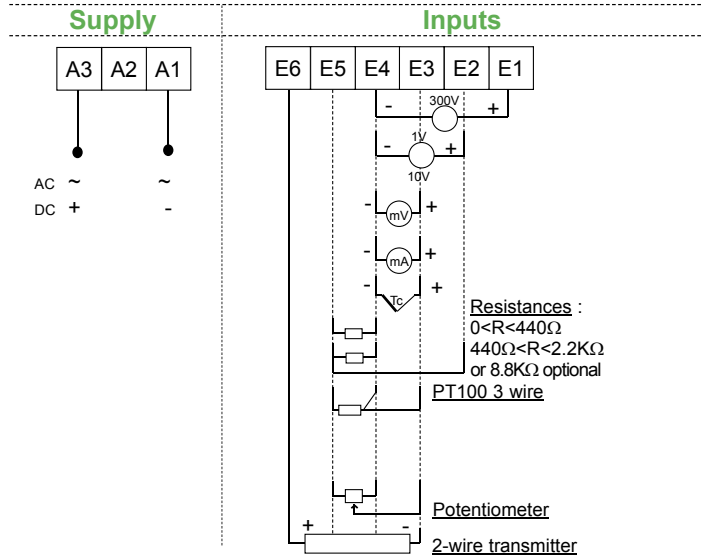 Supply
Inputs
A3 A2 A1
E6 E5 E4 E3 E2 E1
300V
- +
1V
- +
10V
AC ~ ~
DC + -
- mV +
- mA +
- Tc +
Resistances :
0<R<440Ω
440Ω<R<2.2KΩ
or 8.8KΩ optional
PT100 3 wire
Potentiometer
+ -
2-wire transmitter